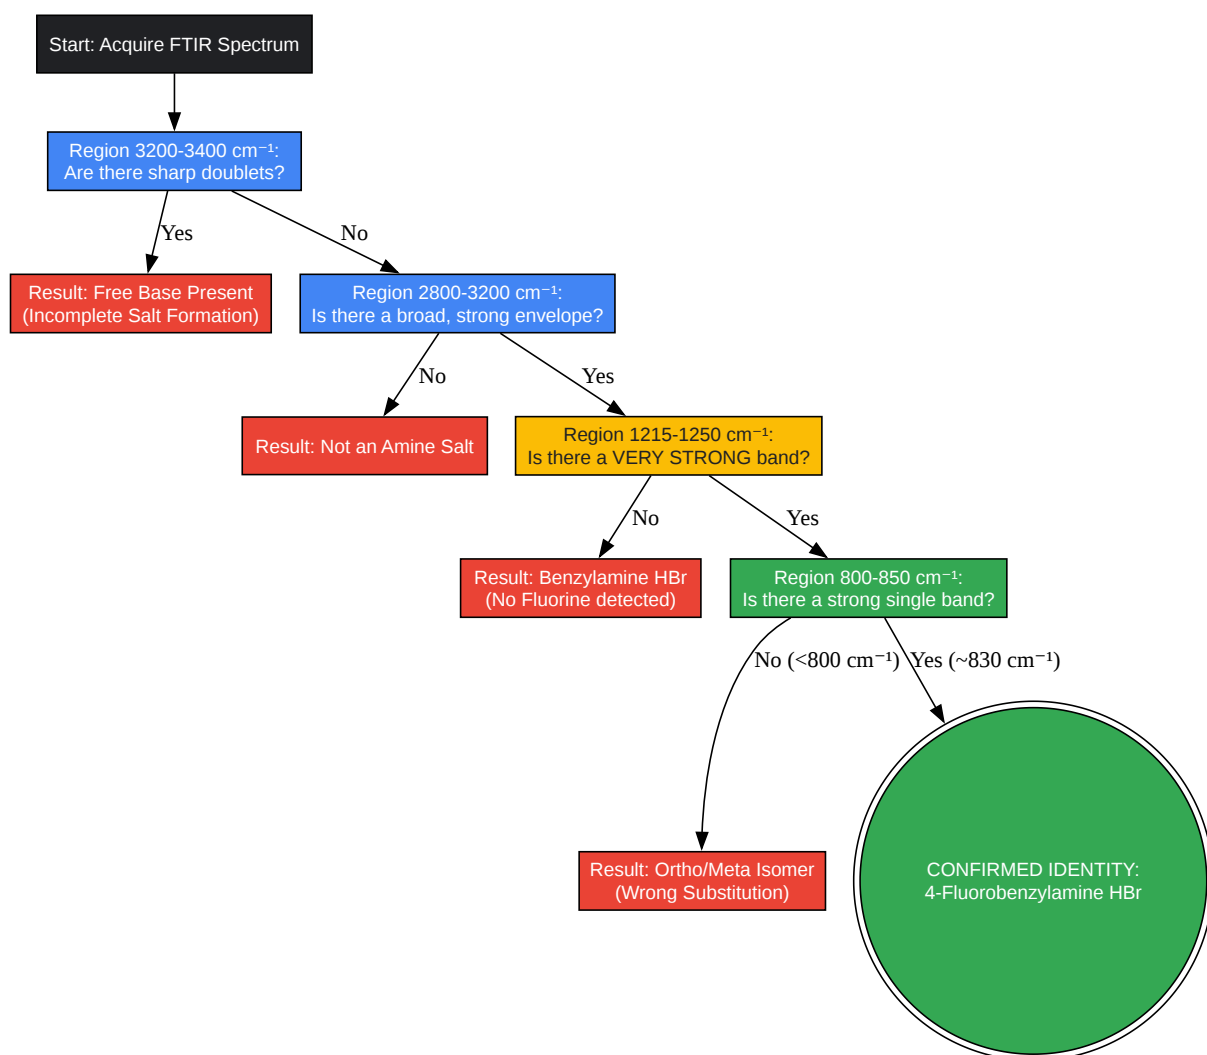 Start: Acquire FTIR Spectrum
Region 3200-3400 cm⁻¹:
Are there sharp doublets?
Yes
No
Result: Free Base Present
(Incomplete Salt Formation)
Region 2800-3200 cm⁻¹:
Is there a broad, strong envelope?
No
Yes
Result: Not an Amine Salt
Region 1215-1250 cm⁻¹:
Is there a VERY STRONG band?
No
Yes
Result: Benzylamine HBr
(No Fluorine detected)
Region 800-850 cm⁻¹:
Is there a strong single band?
No (<800 cm⁻¹)
Yes (~830 cm⁻¹)
Result: Ortho/Meta Isomer
(Wrong Substitution)
CONFIRMED IDENTITY:
4-Fluorobenzylamine HBr